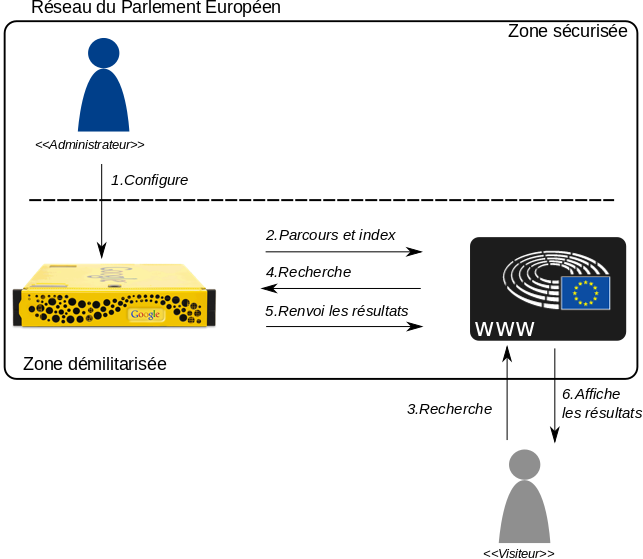 Réseau du Parlement Européen
Zone sécurisée
<<Administrateur>>
1.Configure
2.Parcours et index
4.Recherche
5.Renvoi les résultats
Google
Google
www
Zone démilitarisée
3.Recherche
6.Affiche
les résultats
<<Visiteur>>